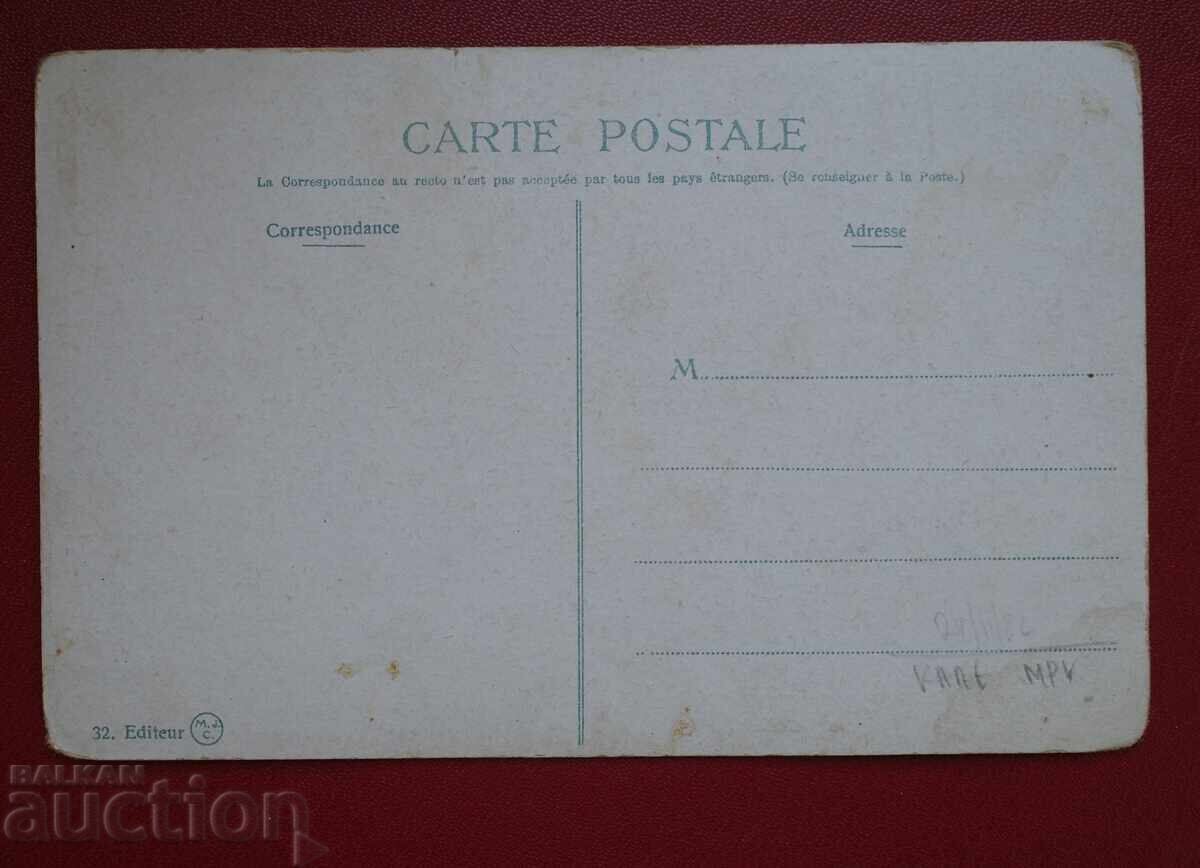 CARTE POSTALE
La Correspondance au recto n'est pas acceptée par tous les pays étrangers. (Se renseigner à la Poste.)
Correspondance
Adresse
M.
32. Editeur M. J. C.
BALKAN
auction